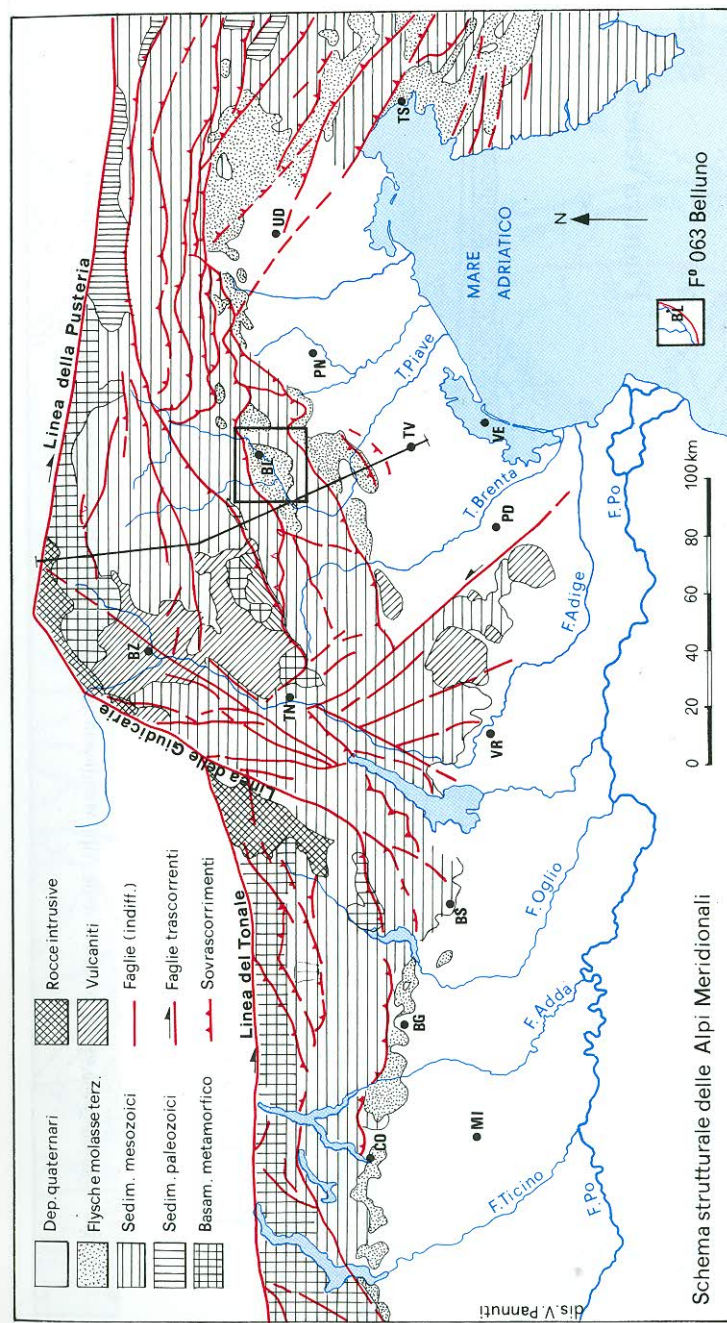 Dep. quaternari
Flysch e molasse terz.
Sedim. mesozoici
Sedim. paleozoici
Basam. metamorfico
Rocce intrusive
Vulcaniti
Faglie (indiff.)
Faglie trascorrenti
Sovrascorrimenti
Linea del Tonale
Linea delle Giudicarie
Linea della Pusteria
BZ
TN
BL
UD
PN
TS
TV
VE
PD
VR
BS
BG
CO
MI
T. Piave
T. Brenta
F. Adige
F. Po
F. Oglio
F. Adda
F. Ticino
F. Po
MARE
ADRIATICO
N
BL
F° 063 Belluno
0 20 40 60 80 100 km
dis. V. Pannuti
Schema strutturale delle Alpi Meridionali